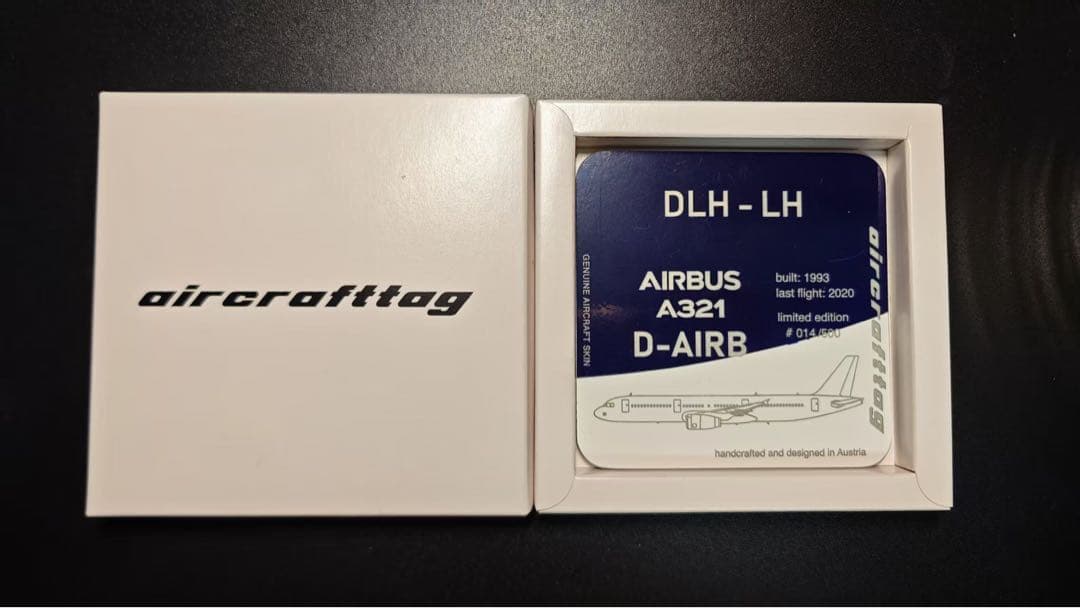 aircrafttag
DLH - LH
GENUINE AIRCRAFT SKIN
AIRBUS
A321
D-AIRB
built: 1993
last flight: 2020
limited edition
# 014
aircrafttag
handcrafted and designed in Austria